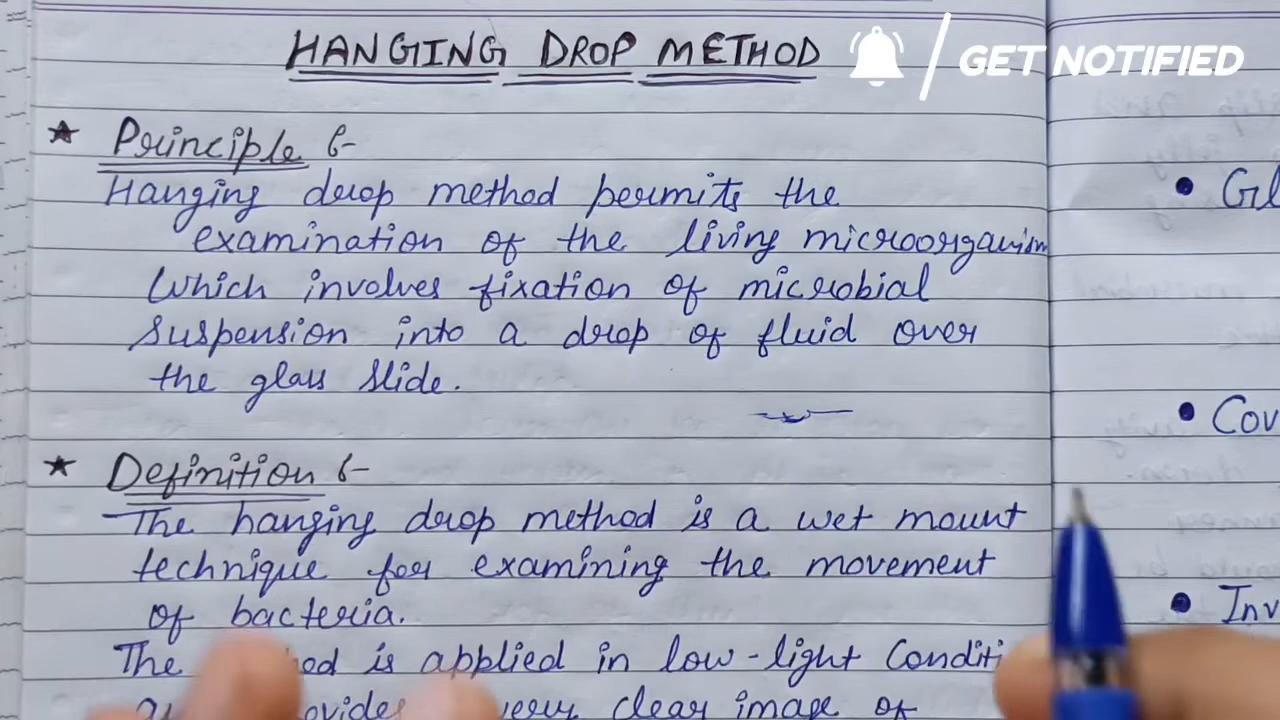 HANGING DROP METHOD
GET NOTIFIED
★ Principle :-
Hanging drop method permits the
examination of the living microorganism
which involves fixation of microbial
suspension into a drop of fluid over
the glass slide.
★ Definition :-
The hanging drop method is a wet mount
technique for examining the movement
of bacteria.
The is applied in low-light
very clear image of
• Gl
• Cov
• Inv